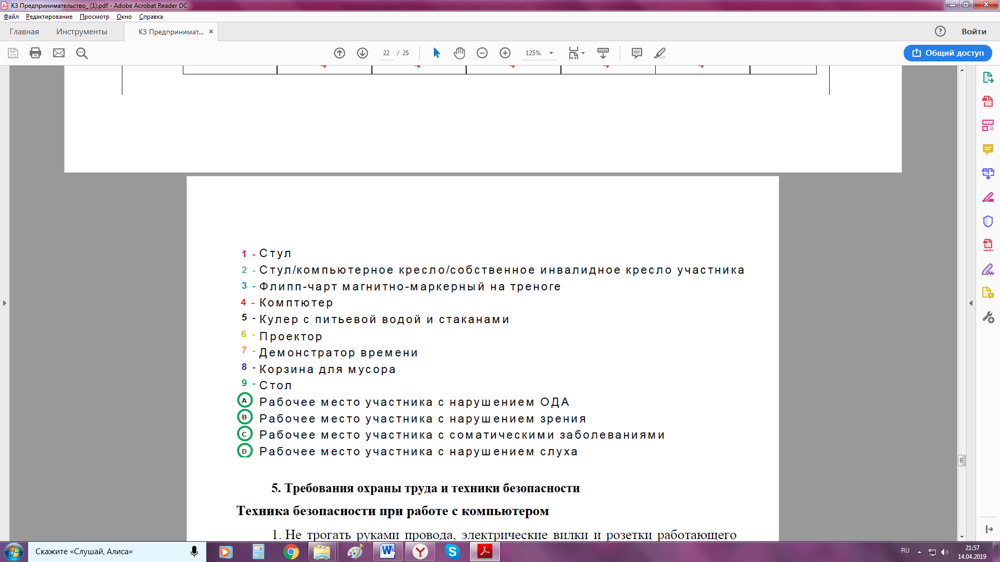 КЗ Предпринимательство_ (1).pdf - Adobe Acrobat Reader DC
Файл Редактирование Просмотр Окно Справка
Главная Инструменты КЗ Предпринимат... × Войти
22 / 25 125% Общий доступ
1 - Стул
2 - Стул/компьютерное кресло/собственное инвалидное кресло участника
3 - Флипп-чарт магнитно-маркерный на треноге
4 - Комптютер
5 - Кулер с питьевой водой и стаканами
6 - Проектор
7 - Демонстратор времени
8 - Корзина для мусора
9 - Стол
A Рабочее место участника с нарушением ОДА
B Рабочее место участника с нарушением зрения
C Рабочее место участника с соматическими заболеваниями
D Рабочее место участника с нарушением слуха
5. Требования охраны труда и техники безопасности
Техника безопасности при работе с компьютером
1. Не трогать руками провода, электрические вилки и розетки работающего
Скажите «Слушай, Алиса» RU 21:57
14.04.2019